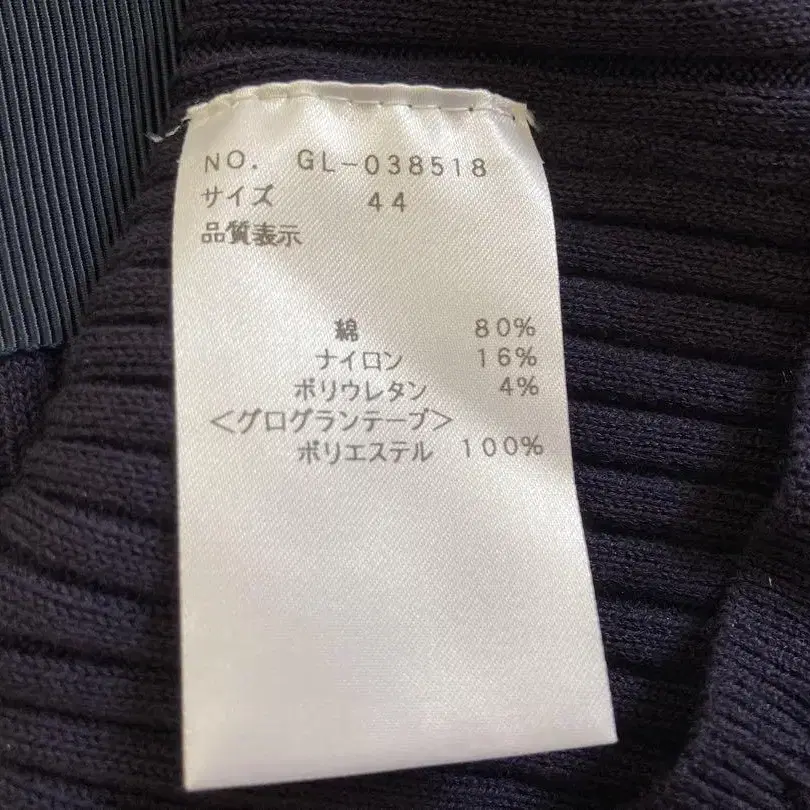 NO. GL-038518
サイズ 44
品質表示
綿 80%
ナイロン 16%
ポリウレタン 4%
<グログランテープ>
ポリエステル 100%